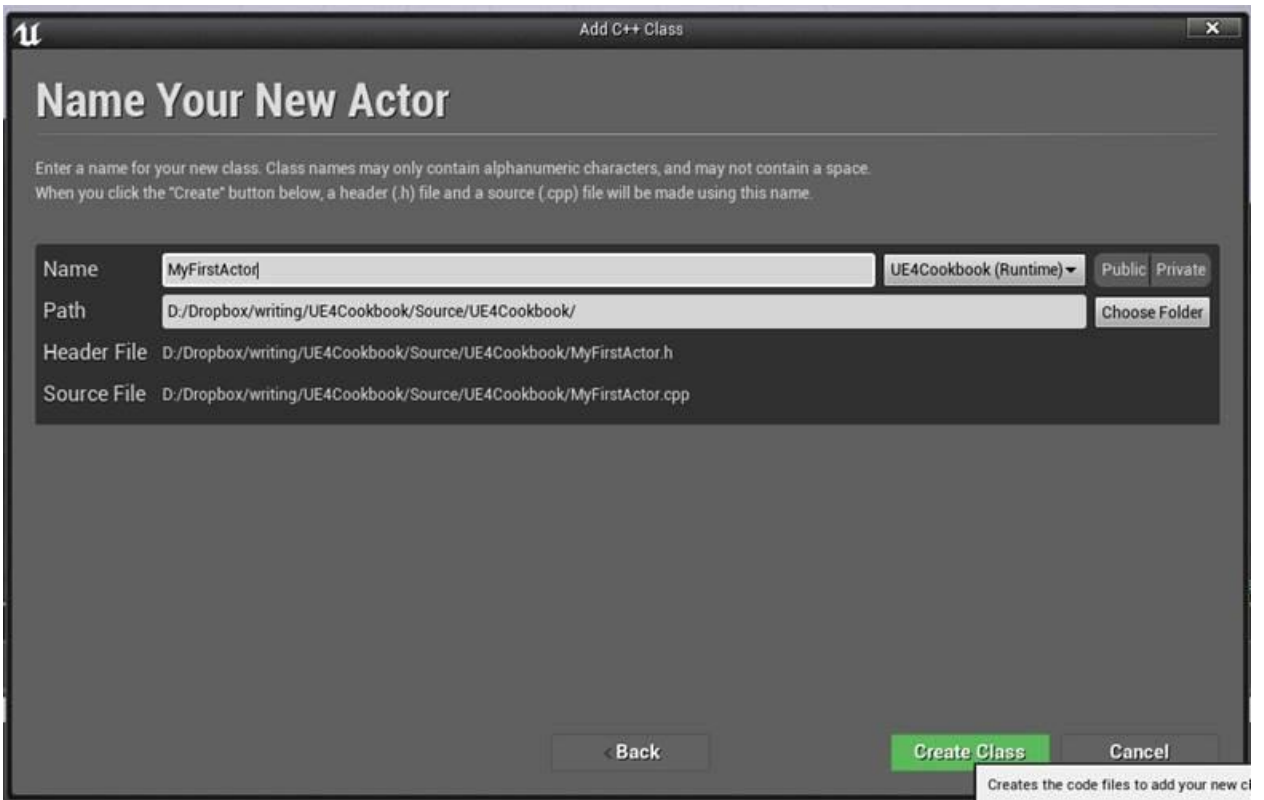 Add C++ Class
Name Your New Actor
Enter a name for your new class. Class names may only contain alphanumeric characters, and may not contain a space.
When you click the "Create" button below, a header (.h) file and a source (.cpp) file will be made using this name.
Name MyFirstActor UE4Cookbook (Runtime) Public Private
Path D:/Dropbox/writing/UE4Cookbook/Source/UE4Cookbook/ Choose Folder
Header File D:/Dropbox/writing/UE4Cookbook/Source/UE4Cookbook/MyFirstActor.h
Source File D:/Dropbox/writing/UE4Cookbook/Source/UE4Cookbook/MyFirstActor.cpp
Back Create Class Cancel
Creates the code files to add your new